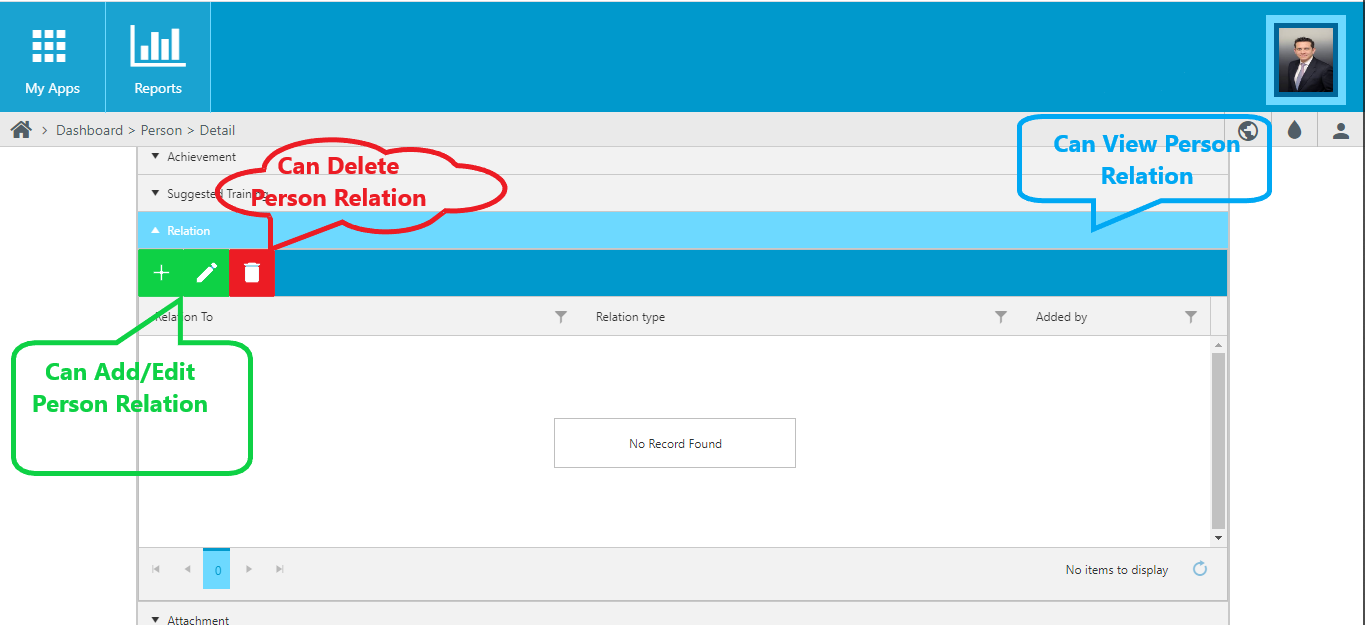 My Apps
Reports
Dashboard > Person > Detail
Achievement
Suggested Training
Can Delete
Person Relation
Can View Person
Relation
Relation
Relation To
Relation type
Added by
Can Add/Edit
Person Relation
No Record Found
0
No items to display
Attachment